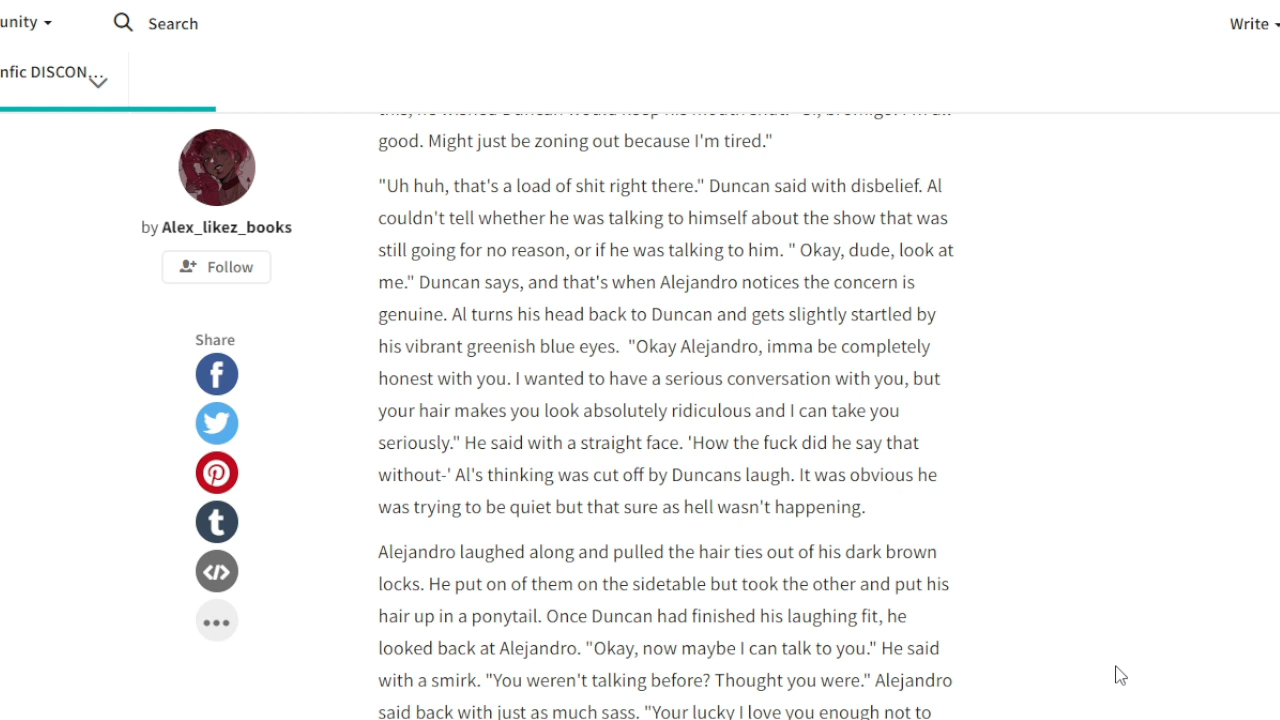 unity
Search
Write
nfic DISCON...
good. Might just be zoning out because I'm tired."
"Uh huh, that's a load of shit right there." Duncan said with disbelief. Al
couldn't tell whether he was talking to himself about the show that was
still going for no reason, or if he was talking to him. " Okay, dude, look at
me." Duncan says, and that's when Alejandro notices the concern is
genuine. Al turns his head back to Duncan and gets slightly startled by
his vibrant greenish blue eyes.  "Okay Alejandro, imma be completely
honest with you. I wanted to have a serious conversation with you, but
your hair makes you look absolutely ridiculous and I can take you
seriously." He said with a straight face. 'How the fuck did he say that
without-' Al's thinking was cut off by Duncans laugh. It was obvious he
was trying to be quiet but that sure as hell wasn't happening.
Alejandro laughed along and pulled the hair ties out of his dark brown
locks. He put on of them on the sidetable but took the other and put his
hair up in a ponytail. Once Duncan had finished his laughing fit, he
looked back at Alejandro. "Okay, now maybe I can talk to you." He said
with a smirk. "You weren't talking before? Thought you were." Alejandro
said back with just as much sass. "Your lucky I love you enough not to
by Alex_likez_books
Follow
Share